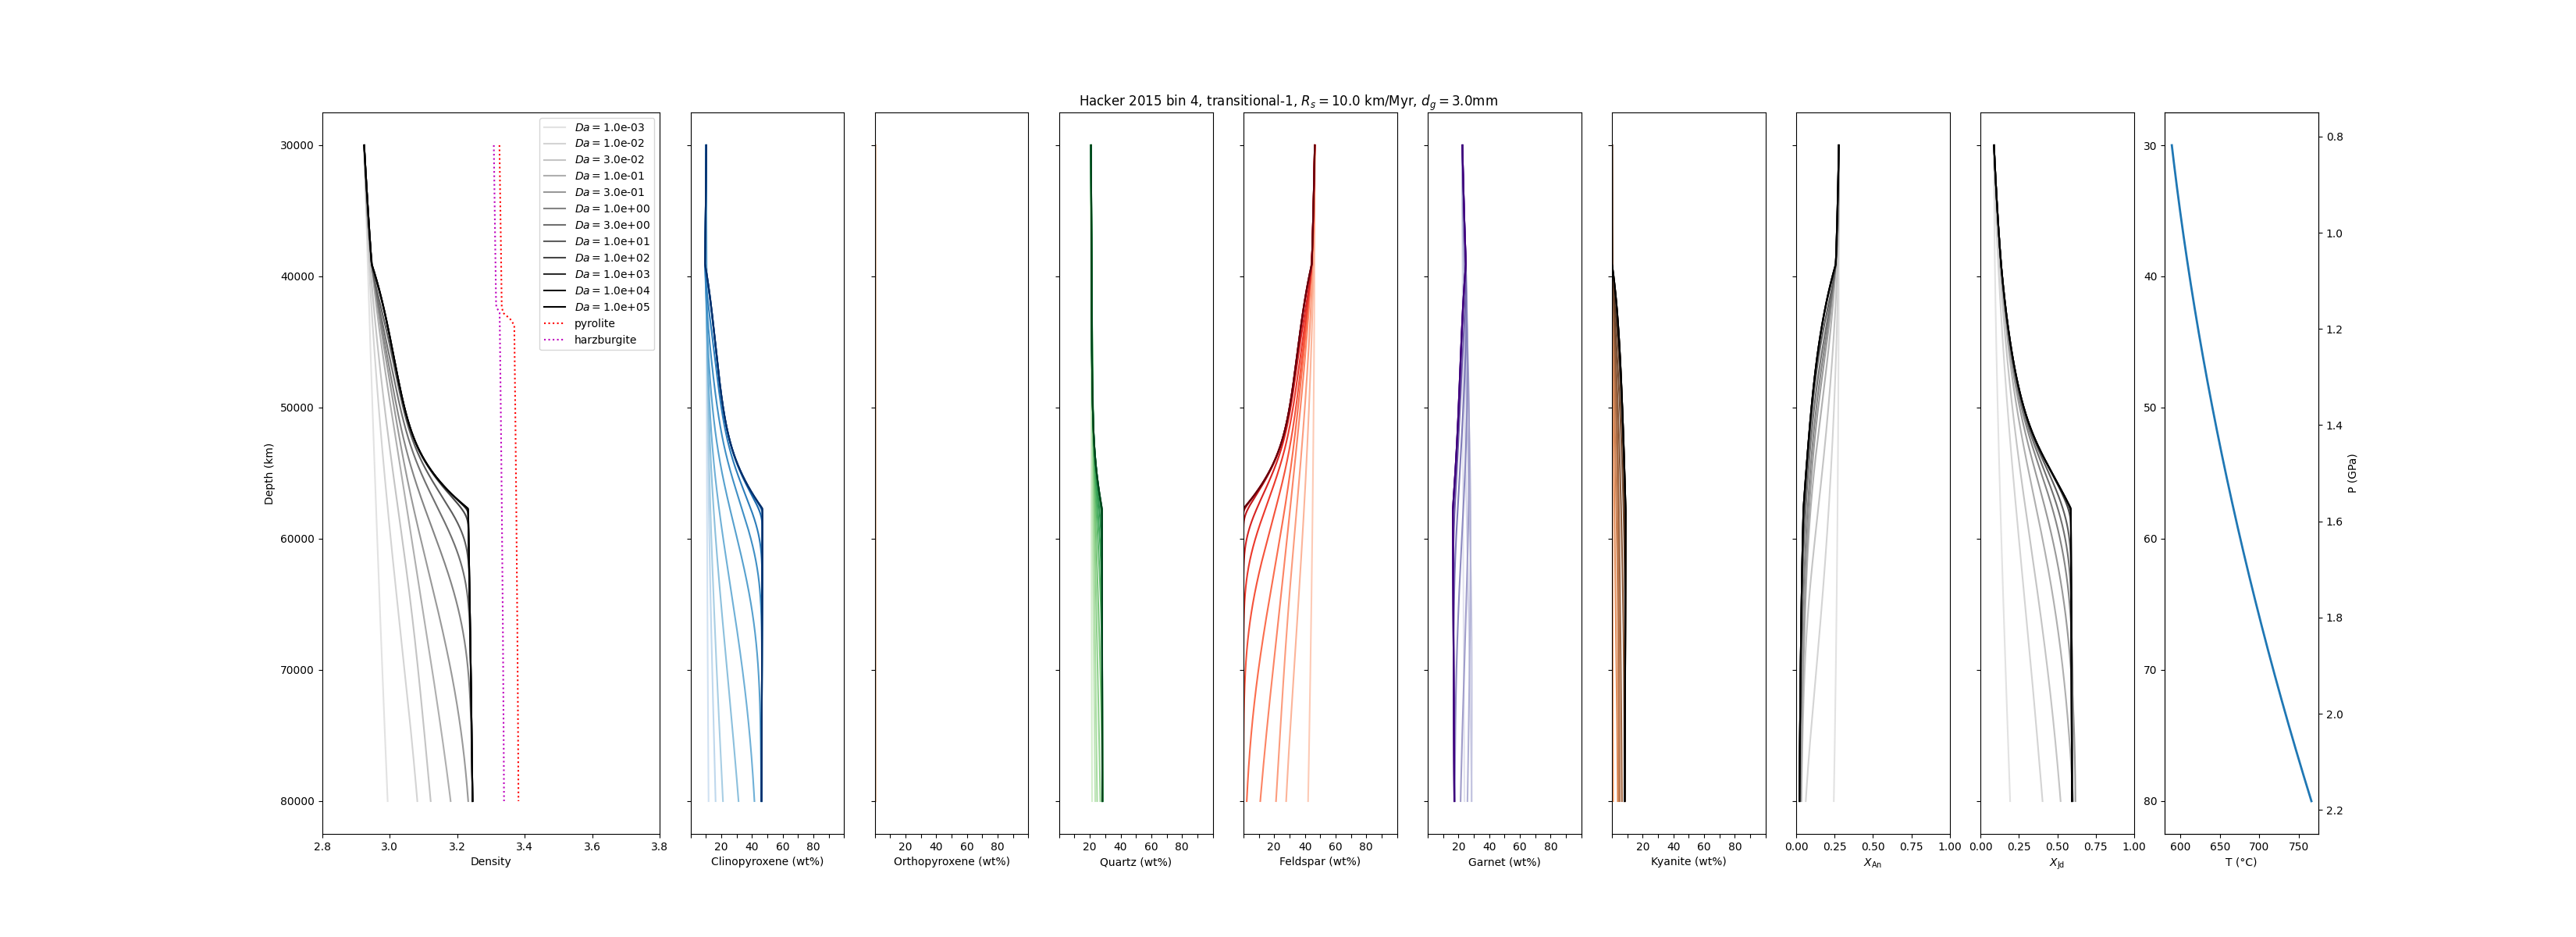 Hacker 2015 bin 4, transitional-1, R_s = 10.0 km/Myr, d_g = 3.0mm
Da = 1.0e-03
Da = 1.0e-02
Da = 3.0e-02
Da = 1.0e-01
Da = 3.0e-01
Da = 1.0e+00
Da = 3.0e+00
Da = 1.0e+01
Da = 1.0e+02
Da = 1.0e+03
Da = 1.0e+04
Da = 1.0e+05
pyrolite
harzburgite
Depth (km)
30000
40000
50000
60000
70000
80000
2.8 3.0 3.2 3.4 3.6 3.8
Density
20 40 60 80
Clinopyroxene (wt%)
20 40 60 80
Orthopyroxene (wt%)
20 40 60 80
Quartz (wt%)
20 40 60 80
Feldspar (wt%)
20 40 60 80
Garnet (wt%)
20 40 60 80
Kyanite (wt%)
0.00 0.25 0.50 0.75 1.00
X_An
0.00 0.25 0.50 0.75 1.00
X_Jd
30
40
50
60
70
80
600 650 700 750
T (°C)
0.8
1.0
1.2
1.4
1.6
1.8
2.0
2.2
P (GPa)